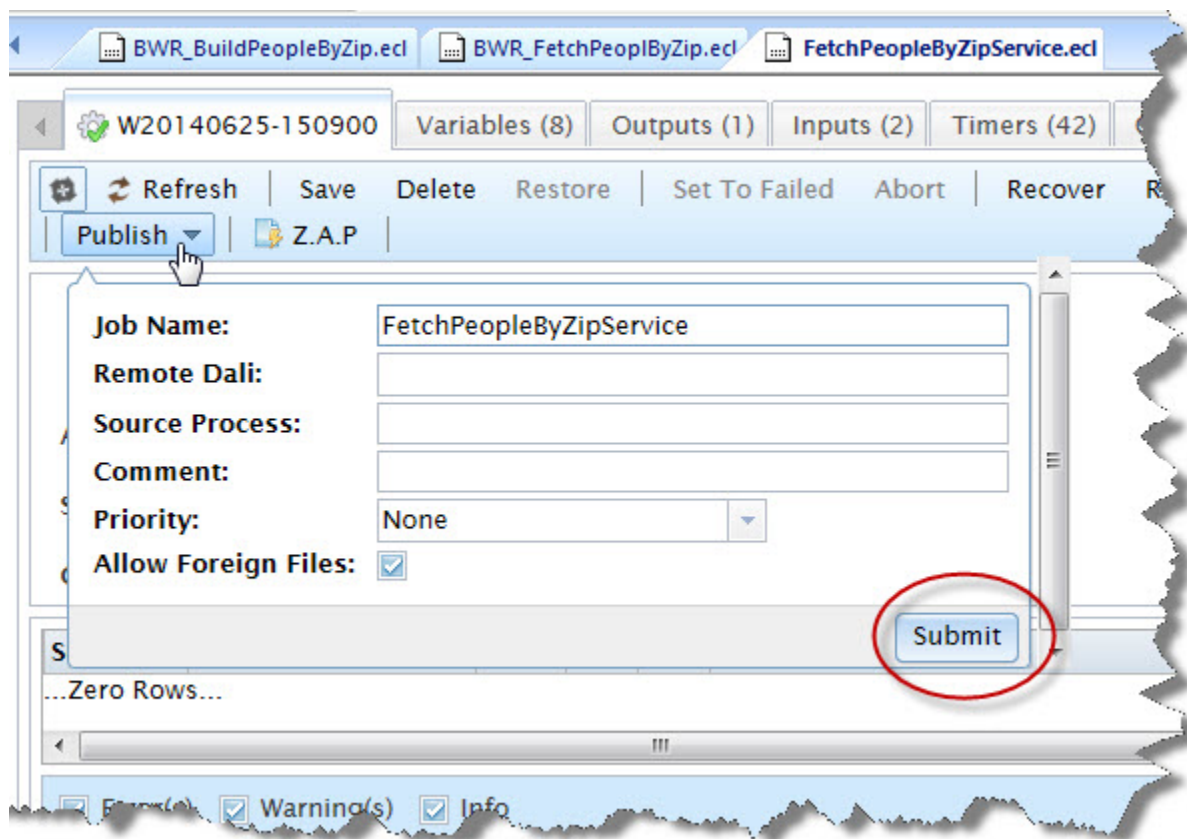 BWR_BuildPeopleByZip.ecl BWR_FetchPeoplByZip.ecl FetchPeopleByZipService.ecl
W20140625-150900 Variables (8) Outputs (1) Inputs (2) Timers (42)
Refresh Save Delete Restore Set To Failed Abort Recover R
Publish Z.A.P
Job Name: FetchPeopleByZipService
Remote Dali:
Source Process:
Comment:
Priority: None
Allow Foreign Files:
Submit
S
...Zero Rows...
Error(s) Warning(s) Info